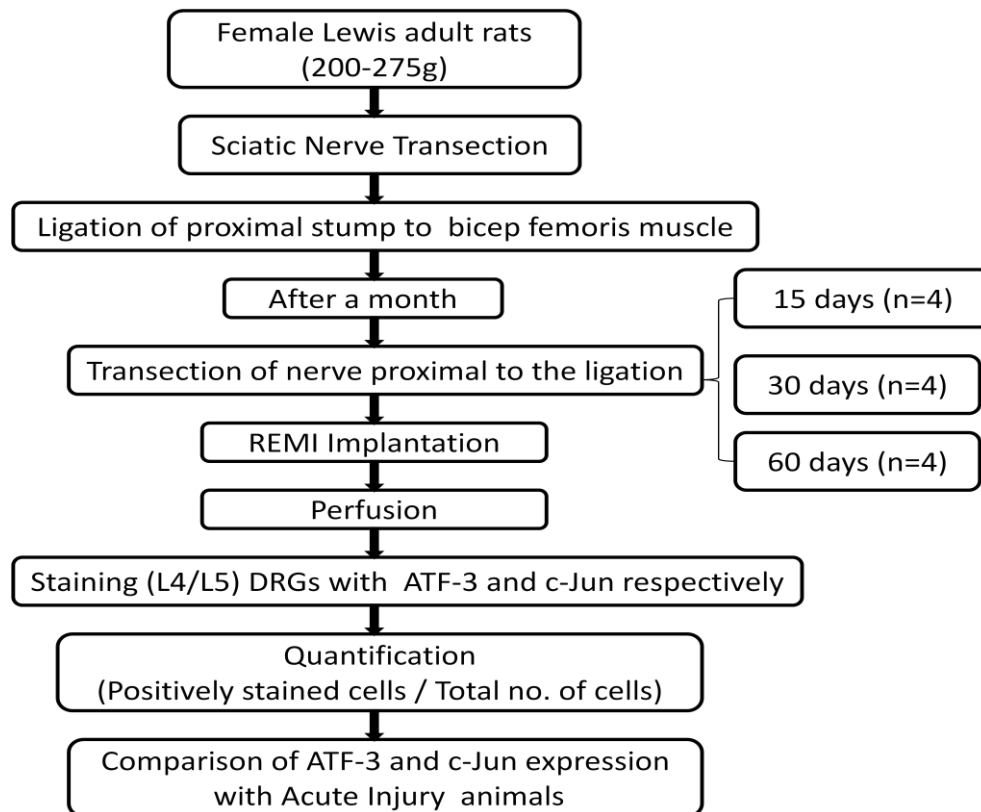 Female Lewis adult rats
(200-275g)
Sciatic Nerve Transection
Ligation of proximal stump to bicep femoris muscle
After a month
Transection of nerve proximal to the ligation
15 days (n=4)
30 days (n=4)
60 days (n=4)
REMI Implantation
Perfusion
Staining (L4/L5) DRGs with ATF-3 and c-Jun respectively
Quantification
(Positively stained cells / Total no. of cells)
Comparison of ATF-3 and c-Jun expression
with Acute Injury animals